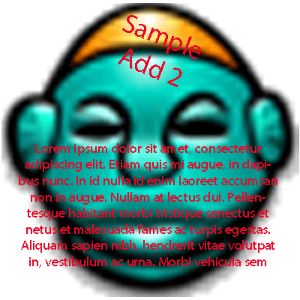 Sample
Add 2
Lorem ipsum dolor sit amet, consectetur
adipiscing elit. Etiam quis mi augue, in dapi-
bus nunc. In id nulla id enim laoreet accumsan
non in augue. Nullam at lectus dui. Pellen-
tesque habitant morbi tristique senectus et
netus et malesuada fames ac turpis egestas.
Aliquam sapien nibh, hendrerit vitae volutpat
in, vestibulum ac urna. Morbi vehicula sem